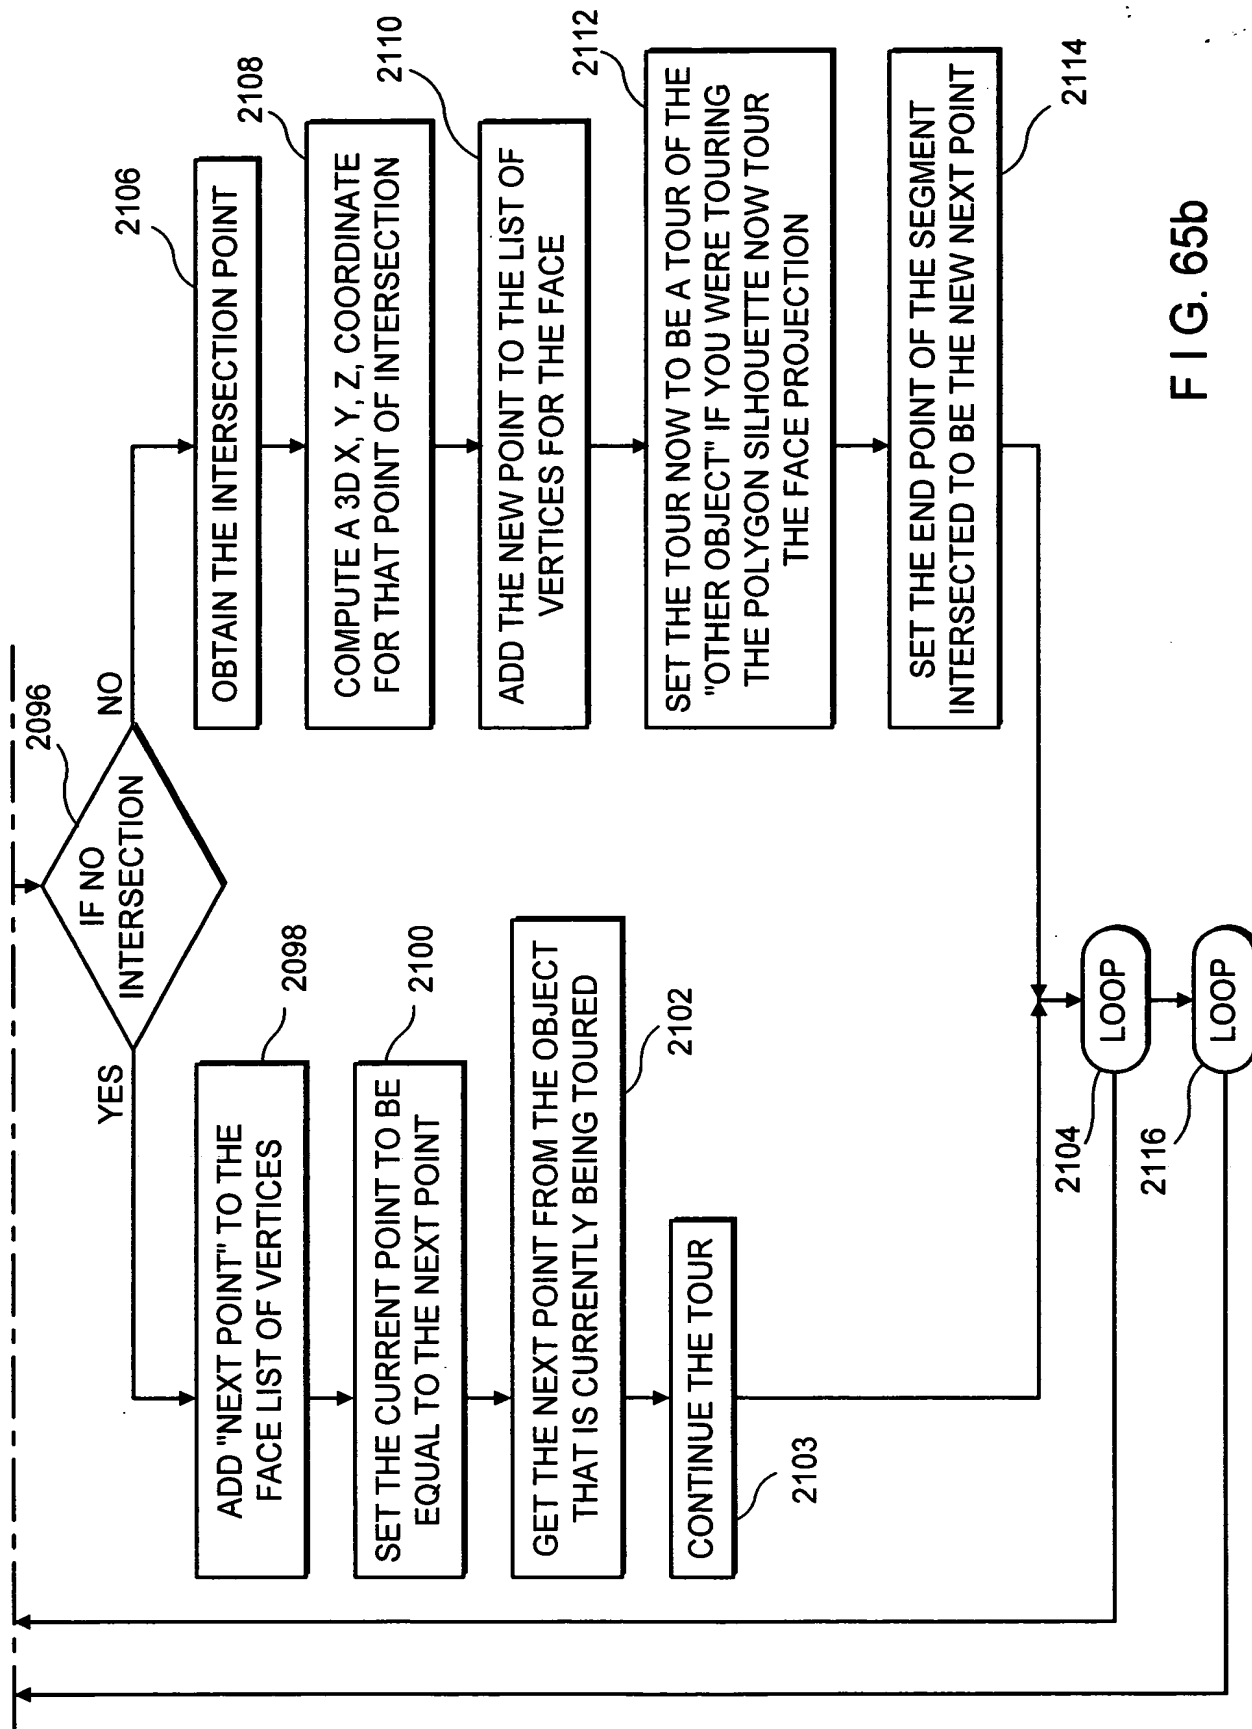 2096
IF NO
INTERSECTION
YES
NO
ADD "NEXT POINT" TO THE
FACE LIST OF VERTICES
2098
SET THE CURRENT POINT TO BE
EQUAL TO THE NEXT POINT
2100
GET THE NEXT POINT FROM THE OBJECT
THAT IS CURRENTLY BEING TOURED
2102
CONTINUE THE TOUR
2103
OBTAIN THE INTERSECTION POINT
2106
COMPUTE A 3D X, Y, Z, COORDINATE
FOR THAT POINT OF INTERSECTION
2108
ADD THE NEW POINT TO THE LIST OF
VERTICES FOR THE FACE
2110
SET THE TOUR NOW TO BE A TOUR OF THE
"OTHER OBJECT" IF YOU WERE TOURING
THE POLYGON SILHOUETTE NOW TOUR
THE FACE PROJECTION
2112
SET THE END POINT OF THE SEGMENT
INTERSECTED TO BE THE NEW NEXT POINT
2114
LOOP
2104
LOOP
2116
FIG. 65b